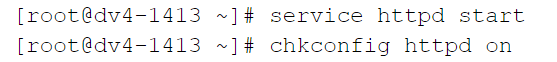 [root@dv4-1413 ~]# service httpd start
[root@dv4-1413 ~]# chkconfig httpd on